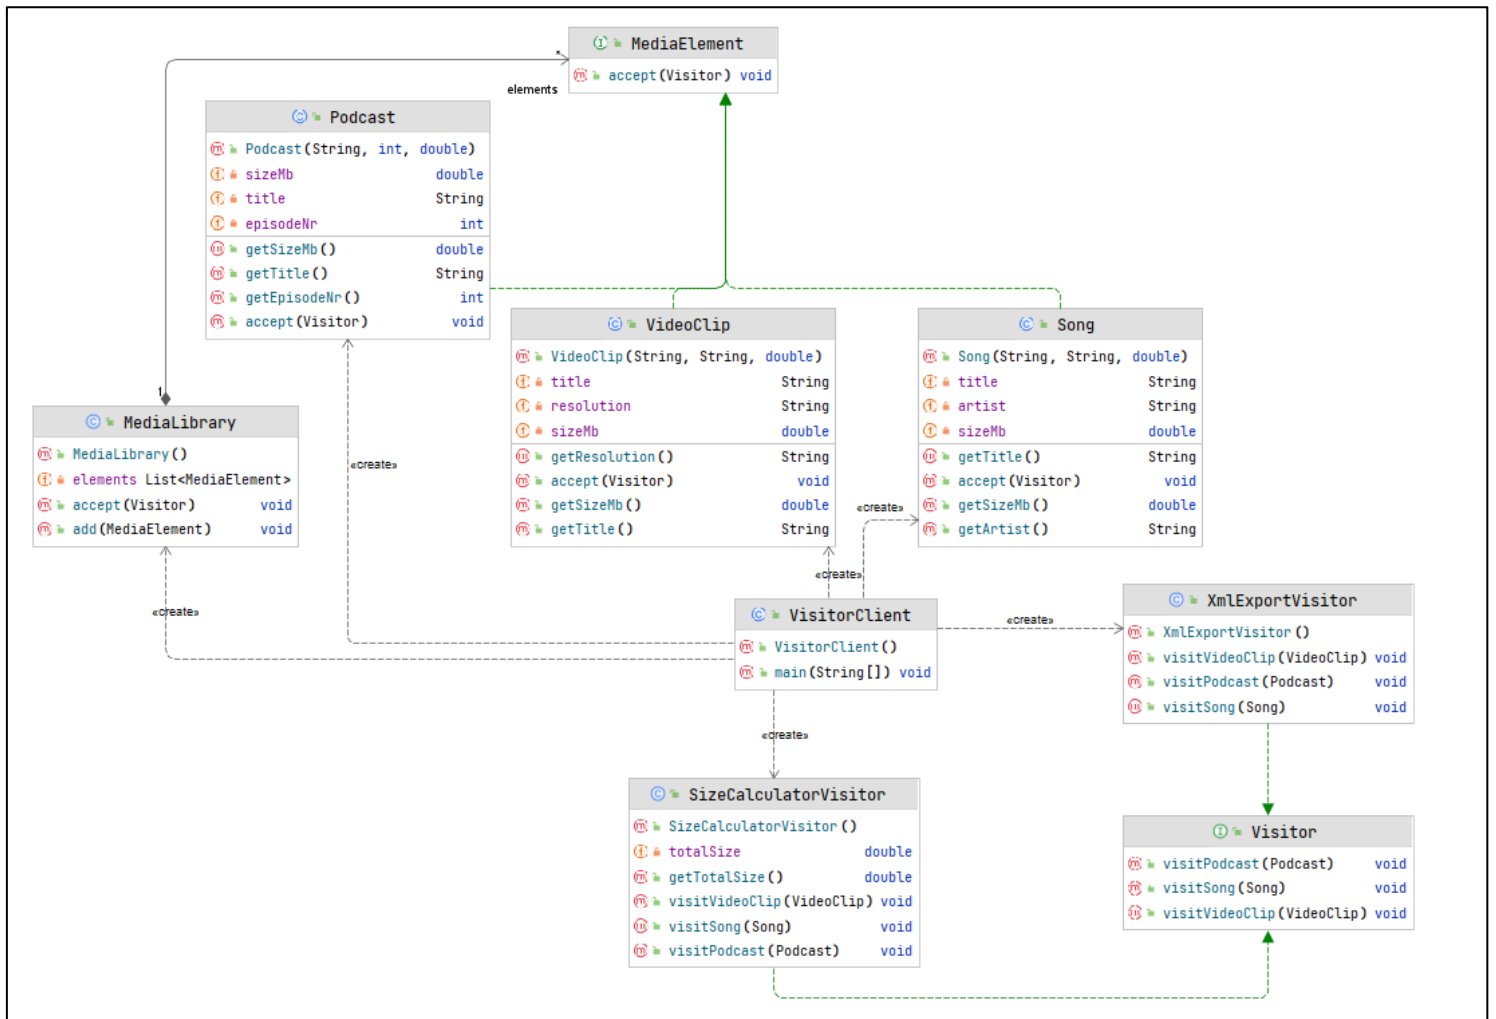 MediaElement
accept(Visitor) void
*
elements
Podcast
Podcast(String, int, double)
sizeMb double
title String
episodeNr int
getSizeMb() double
getTitle() String
getEpisodeNr() int
accept(Visitor) void
VideoClip
VideoClip(String, String, double)
title String
resolution String
sizeMb double
getResolution() String
accept(Visitor) void
getSizeMb() double
getTitle() String
Song
Song(String, String, double)
title String
artist String
sizeMb double
getTitle() String
accept(Visitor) void
getSizeMb() double
getArtist() String
1
MediaLibrary
MediaLibrary()
elements List<MediaElement>
accept(Visitor) void
add(MediaElement) void
«create»
«create»
«create»
«create»
VisitorClient
VisitorClient()
main(String[]) void
«create»
XmlExportVisitor
XmlExportVisitor()
visitVideoClip(VideoClip) void
visitPodcast(Podcast) void
visitSong(Song) void
«create»
SizeCalculatorVisitor
SizeCalculatorVisitor()
totalSize double
getTotalSize() double
visitVideoClip(VideoClip) void
visitSong(Song) void
visitPodcast(Podcast) void
Visitor
visitPodcast(Podcast) void
visitSong(Song) void
visitVideoClip(VideoClip) void